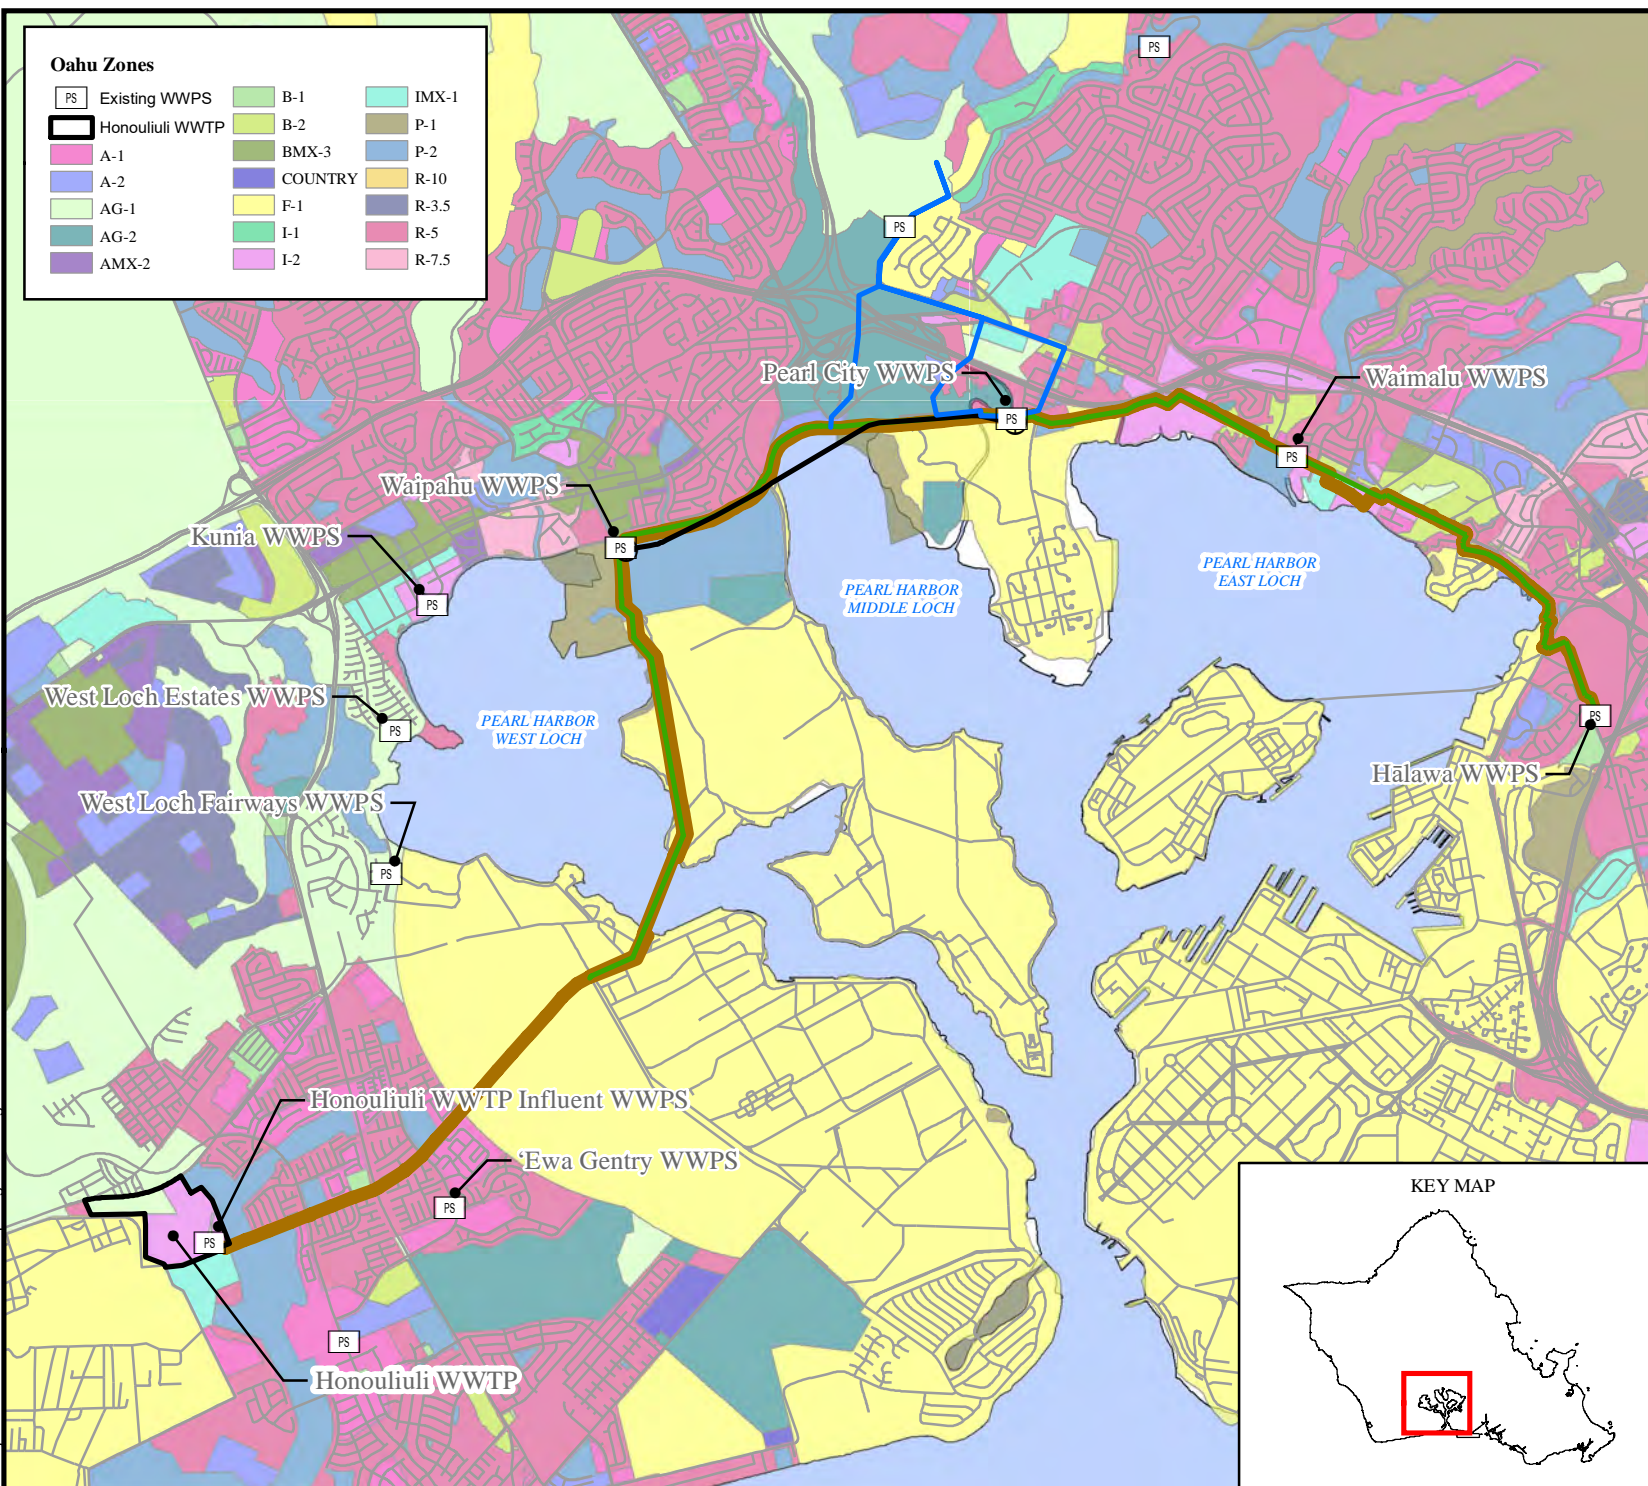 Oahu Zones
PS Existing WWPS
Honouliuli WWTP
A-1
A-2
AG-1
AG-2
AMX-2
B-1
B-2
BMX-3
COUNTRY
F-1
I-1
I-2
IMX-1
P-1
P-2
R-10
R-3.5
R-5
R-7.5
PS
PS
Pearl City WWPS
PS
Waimalu WWPS
PS
Waipahu WWPS
PS
Kunia WWPS
PS
PEARL HARBOR
MIDDLE LOCH
PEARL HARBOR
EAST LOCH
West Loch Estates WWPS
PS
PEARL HARBOR
WEST LOCH
PS
Hālawa WWPS
West Loch Fairways WWPS
PS
Honouliuli WWTP Influent WWPS
‘Ewa Gentry WWPS
PS
PS
PS
Honouliuli WWTP
KEY MAP